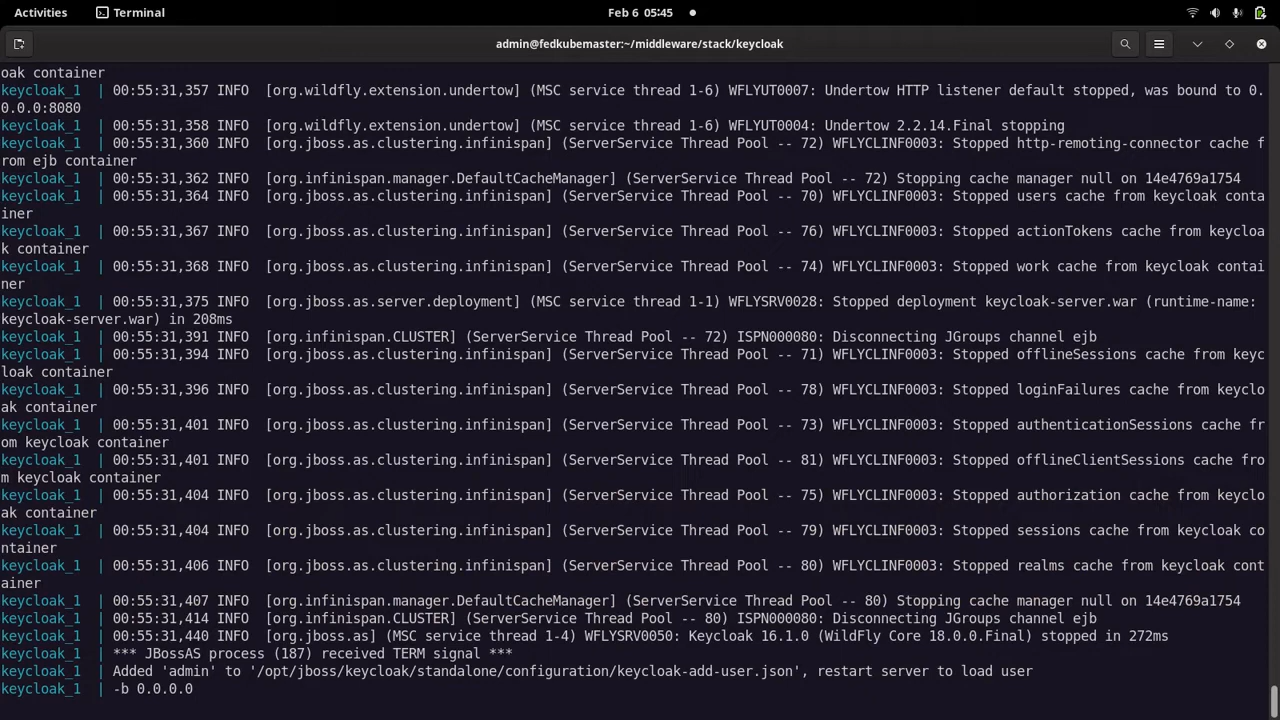 Activities Terminal Feb 6 05:45
admin@fedkubemaster:~/middleware/stack/keycloak
oak container
keycloak_1 | 00:55:31,357 INFO [org.wildfly.extension.undertow] (MSC service thread 1-6) WFLYUT0007: Undertow HTTP listener default stopped, was bound to 0.
0.0.0:8080
keycloak_1 | 00:55:31,358 INFO [org.wildfly.extension.undertow] (MSC service thread 1-6) WFLYUT0004: Undertow 2.2.14.Final stopping
keycloak_1 | 00:55:31,360 INFO [org.jboss.as.clustering.infinispan] (ServerService Thread Pool -- 72) WFLYCLINF0003: Stopped http-remoting-connector cache f
rom ejb container
keycloak_1 | 00:55:31,362 INFO [org.infinispan.manager.DefaultCacheManager] (ServerService Thread Pool -- 72) Stopping cache manager null on 14e4769a1754
keycloak_1 | 00:55:31,364 INFO [org.jboss.as.clustering.infinispan] (ServerService Thread Pool -- 70) WFLYCLINF0003: Stopped users cache from keycloak conta
iner
keycloak_1 | 00:55:31,367 INFO [org.jboss.as.clustering.infinispan] (ServerService Thread Pool -- 76) WFLYCLINF0003: Stopped actionTokens cache from keycloa
k container
keycloak_1 | 00:55:31,368 INFO [org.jboss.as.clustering.infinispan] (ServerService Thread Pool -- 74) WFLYCLINF0003: Stopped work cache from keycloak contai
ner
keycloak_1 | 00:55:31,375 INFO [org.jboss.as.server.deployment] (MSC service thread 1-1) WFLYSRV0028: Stopped deployment keycloak-server.war (runtime-name:
keycloak-server.war) in 208ms
keycloak_1 | 00:55:31,391 INFO [org.infinispan.CLUSTER] (ServerService Thread Pool -- 72) ISPN000080: Disconnecting JGroups channel ejb
keycloak_1 | 00:55:31,394 INFO [org.jboss.as.clustering.infinispan] (ServerService Thread Pool -- 71) WFLYCLINF0003: Stopped offlineSessions cache from keyc
loak container
keycloak_1 | 00:55:31,396 INFO [org.jboss.as.clustering.infinispan] (ServerService Thread Pool -- 78) WFLYCLINF0003: Stopped loginFailures cache from keyclo
ak container
keycloak_1 | 00:55:31,401 INFO [org.jboss.as.clustering.infinispan] (ServerService Thread Pool -- 73) WFLYCLINF0003: Stopped authenticationSessions cache fr
om keycloak container
keycloak_1 | 00:55:31,401 INFO [org.jboss.as.clustering.infinispan] (ServerService Thread Pool -- 81) WFLYCLINF0003: Stopped offlineClientSessions cache fro
m keycloak container
keycloak_1 | 00:55:31,404 INFO [org.jboss.as.clustering.infinispan] (ServerService Thread Pool -- 75) WFLYCLINF0003: Stopped authorization cache from keyclo
ak container
keycloak_1 | 00:55:31,404 INFO [org.jboss.as.clustering.infinispan] (ServerService Thread Pool -- 79) WFLYCLINF0003: Stopped sessions cache from keycloak co
ntainer
keycloak_1 | 00:55:31,406 INFO [org.jboss.as.clustering.infinispan] (ServerService Thread Pool -- 80) WFLYCLINF0003: Stopped realms cache from keycloak cont
ainer
keycloak_1 | 00:55:31,407 INFO [org.infinispan.manager.DefaultCacheManager] (ServerService Thread Pool -- 80) Stopping cache manager null on 14e4769a1754
keycloak_1 | 00:55:31,414 INFO [org.infinispan.CLUSTER] (ServerService Thread Pool -- 80) ISPN000080: Disconnecting JGroups channel ejb
keycloak_1 | 00:55:31,440 INFO [org.jboss.as] (MSC service thread 1-4) WFLYSRV0050: Keycloak 16.1.0 (WildFly Core 18.0.0.Final) stopped in 272ms
keycloak_1 | *** JBossAS process (187) received TERM signal ***
keycloak_1 | Added 'admin' to '/opt/jboss/keycloak/standalone/configuration/keycloak-add-user.json', restart server to load user
keycloak_1 | -b 0.0.0.0